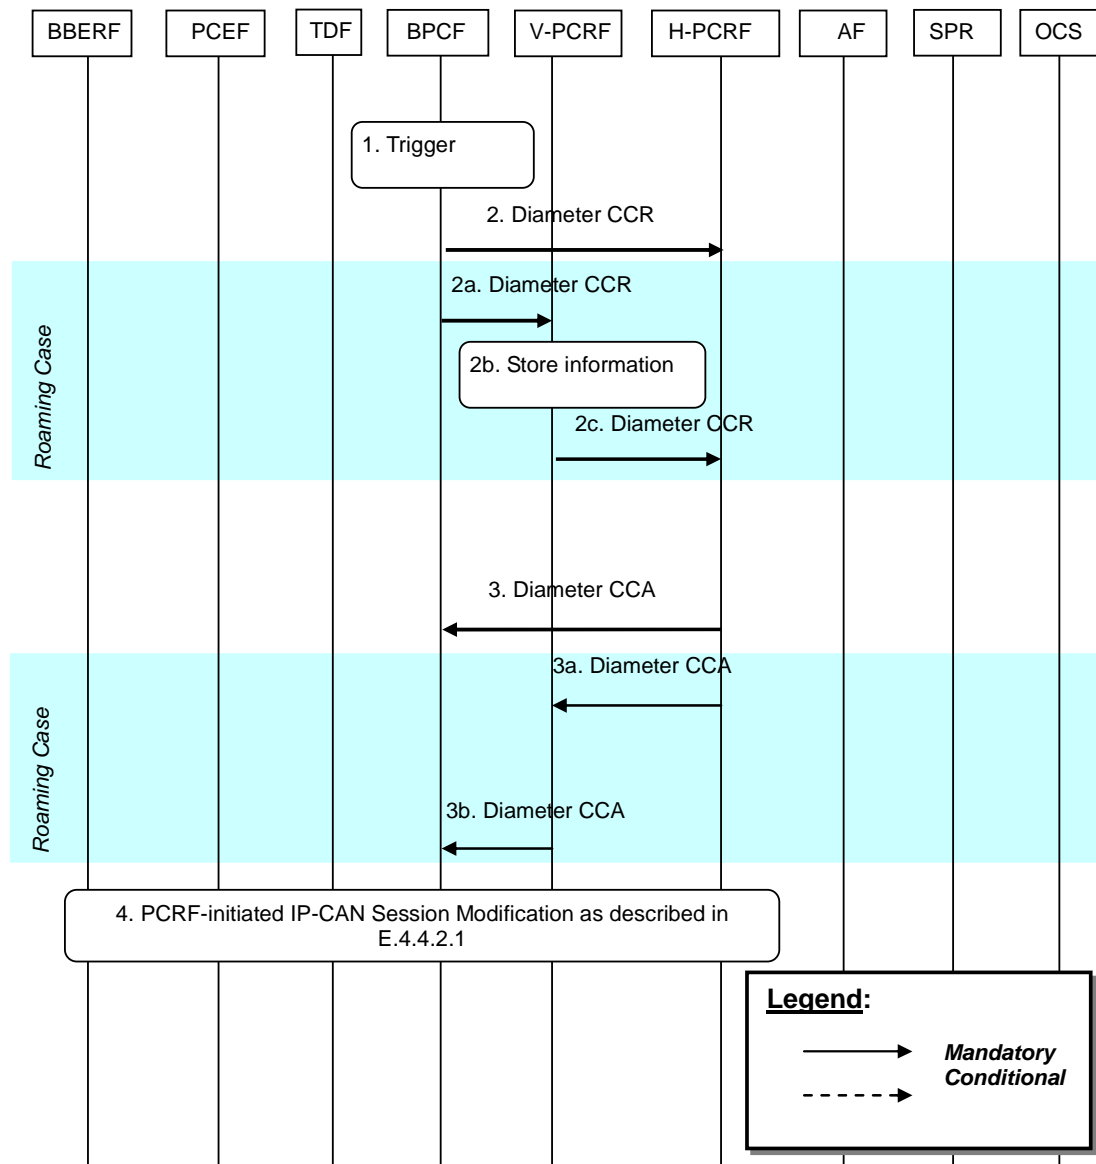 BBERF PCEF TDF BPCF V-PCRF H-PCRF AF SPR OCS
1. Trigger
2. Diameter CCR
2a. Diameter CCR
2b. Store information
2c. Diameter CCR
Roaming Case
3. Diameter CCA
3a. Diameter CCA
3b. Diameter CCA
Roaming Case
4. PCRF-initiated IP-CAN Session Modification as described in
E.4.4.2.1
Legend:
Mandatory
Conditional